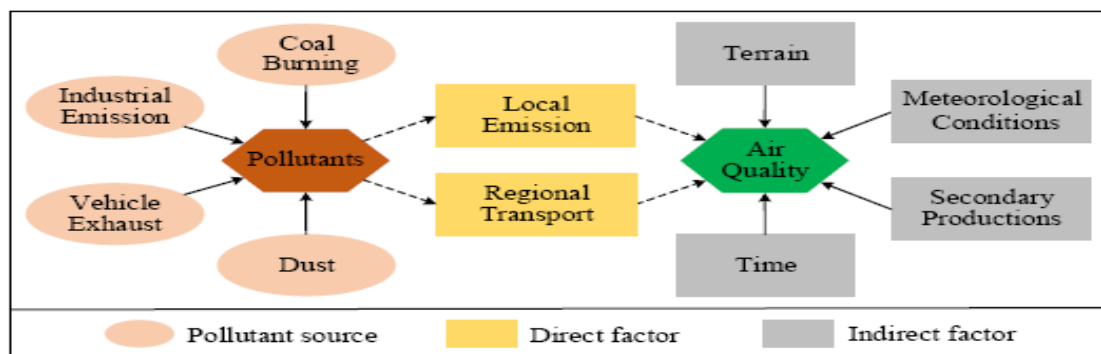 Coal
Burning
Terrain
Industrial
Emission
Local
Emission
Meteorological
Conditions
Pollutants
Air
Quality
Vehicle
Exhaust
Regional
Transport
Secondary
Productions
Dust
Time
Pollutant source
Direct factor
Indirect factor